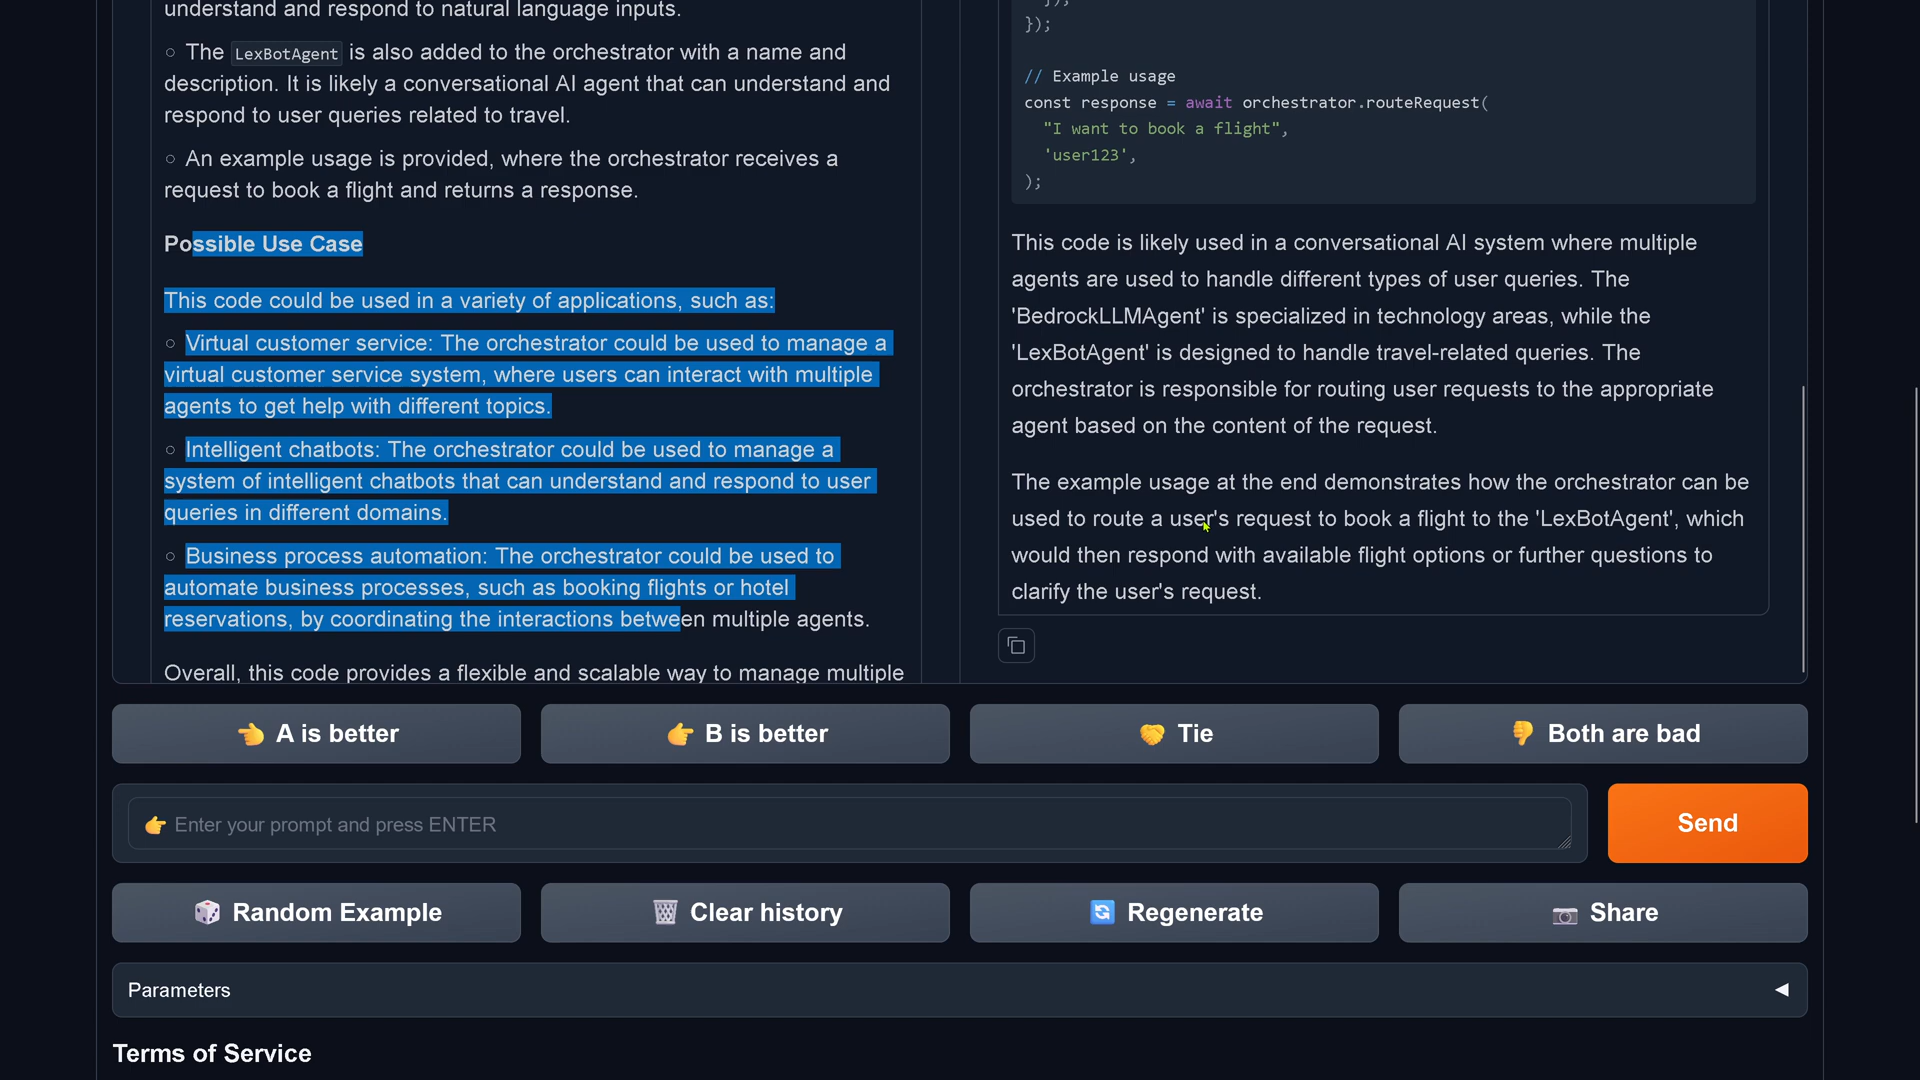 understand and respond to natural language inputs.
○ The LexBotAgent is also added to the orchestrator with a name and
description. It is likely a conversational AI agent that can understand and
respond to user queries related to travel.
○ An example usage is provided, where the orchestrator receives a
request to book a flight and returns a response.
Possible Use Case
This code could be used in a variety of applications, such as:
○ Virtual customer service: The orchestrator could be used to manage a
virtual customer service system, where users can interact with multiple
agents to get help with different topics.
○ Intelligent chatbots: The orchestrator could be used to manage a
system of intelligent chatbots that can understand and respond to user
queries in different domains.
○ Business process automation: The orchestrator could be used to
automate business processes, such as booking flights or hotel
reservations, by coordinating the interactions between multiple agents.
Overall, this code provides a flexible and scalable way to manage multiple
});
});
// Example usage
const response = await orchestrator.routeRequest(
"I want to book a flight",
'user123',
);
This code is likely used in a conversational AI system where multiple
agents are used to handle different types of user queries. The
'BedrockLLMAgent' is specialized in technology areas, while the
'LexBotAgent' is designed to handle travel-related queries. The
orchestrator is responsible for routing user requests to the appropriate
agent based on the content of the request.
The example usage at the end demonstrates how the orchestrator can be
used to route a user's request to book a flight to the 'LexBotAgent', which
would then respond with available flight options or further questions to
clarify the user's request.
👈 A is better
👉 B is better
🤝 Tie
👎 Both are bad
👉 Enter your prompt and press ENTER
Send
🎲 Random Example
🗑️ Clear history
🔄 Regenerate
📷 Share
Parameters
Terms of Service